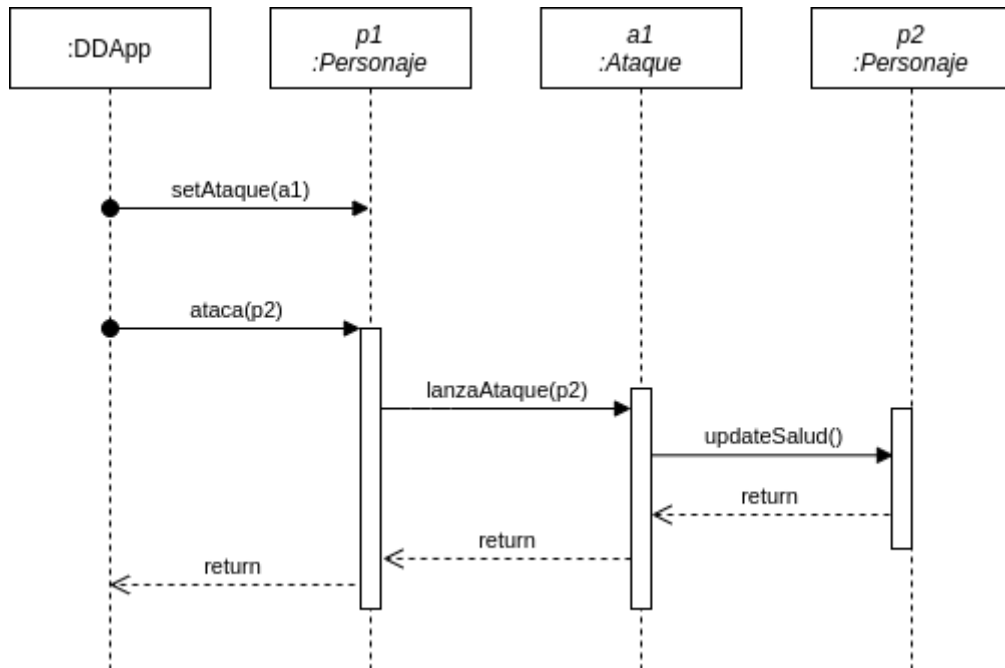 :DDApp
p1
:Personaje
a1
:Ataque
p2
:Personaje
setAtaque(a1)
ataca(p2)
lanzaAtaque(p2)
updateSalud()
return
return
return